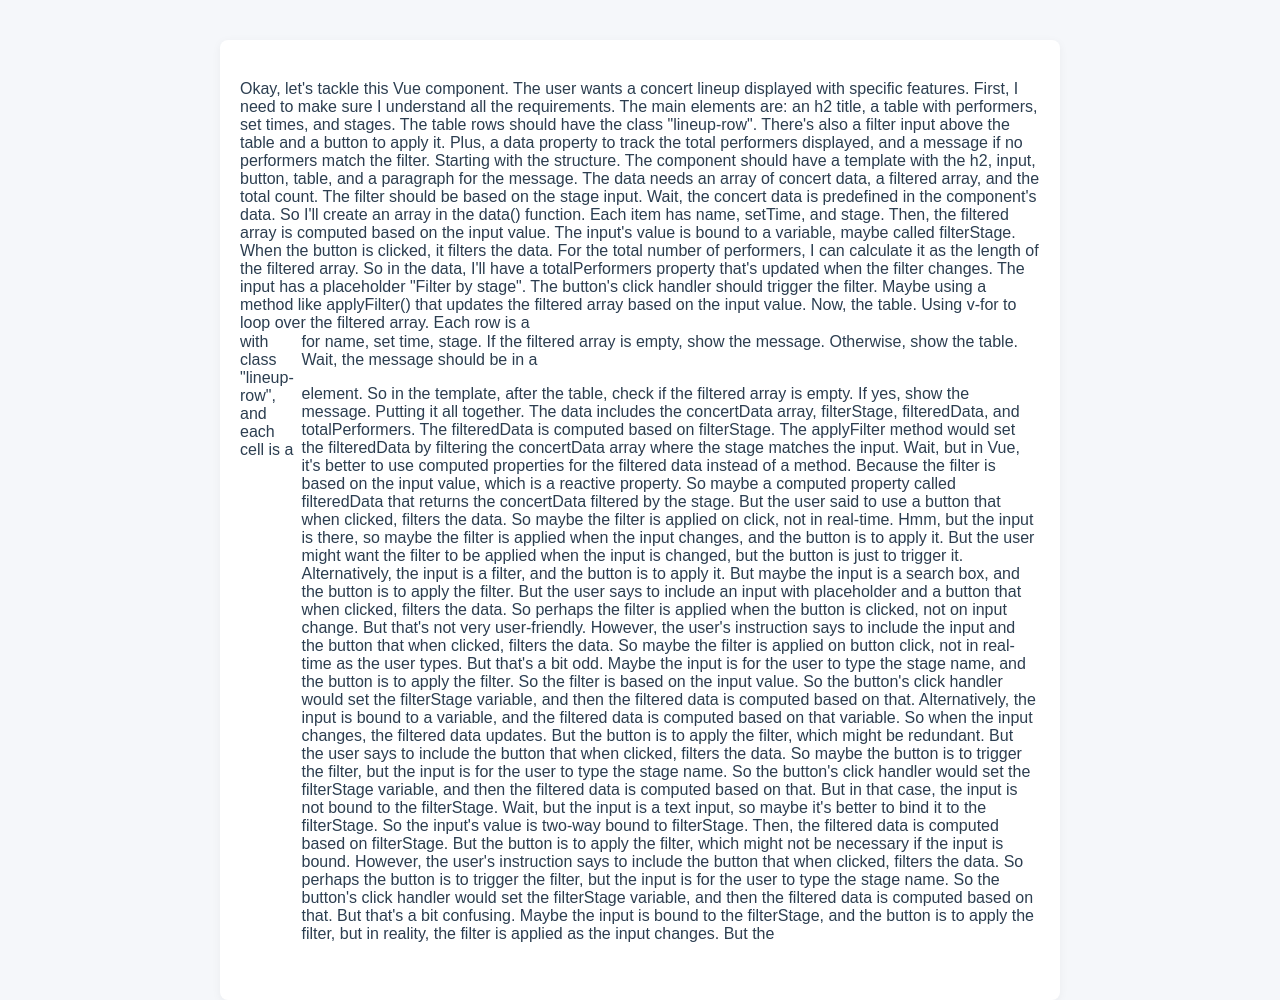 Okay, let's tackle this Vue component. The user wants a concert lineup displayed with specific features. First, I
need to make sure I understand all the requirements. The main elements are: an h2 title, a table with performers,
set times, and stages. The table rows should have the class "lineup-row". There's also a filter input above the
table and a button to apply it. Plus, a data property to track the total performers displayed, and a message if no
performers match the filter. Starting with the structure. The component should have a template with the h2, input,
button, table, and a paragraph for the message. The data needs an array of concert data, a filtered array, and the
total count. The filter should be based on the stage input. Wait, the concert data is predefined in the component's
data. So I'll create an array in the data() function. Each item has name, setTime, and stage. Then, the filtered
array is computed based on the input value. The input's value is bound to a variable, maybe called filterStage.
When the button is clicked, it filters the data. For the total number of performers, I can calculate it as the length of
the filtered array. So in the data, I'll have a totalPerformers property that's updated when the filter changes. The
input has a placeholder "Filter by stage". The button's click handler should trigger the filter. Maybe using a
method like applyFilter() that updates the filtered array based on the input value. Now, the table. Using v-for to
loop over the filtered array. Each row is a
with
class
"lineup-
row",
and
each
cell is a
for name, set time, stage. If the filtered array is empty, show the message. Otherwise, show the table.
Wait, the message should be in a
element. So in the template, after the table, check if the filtered array is empty. If yes, show the
message. Putting it all together. The data includes the concertData array, filterStage, filteredData, and
totalPerformers. The filteredData is computed based on filterStage. The applyFilter method would set
the filteredData by filtering the concertData array where the stage matches the input. Wait, but in Vue,
it's better to use computed properties for the filtered data instead of a method. Because the filter is
based on the input value, which is a reactive property. So maybe a computed property called
filteredData that returns the concertData filtered by the stage. But the user said to use a button that
when clicked, filters the data. So maybe the filter is applied on click, not in real-time. Hmm, but the input
is there, so maybe the filter is applied when the input changes, and the button is to apply it. But the user
might want the filter to be applied when the input is changed, but the button is just to trigger it.
Alternatively, the input is a filter, and the button is to apply it. But maybe the input is a search box, and
the button is to apply the filter. But the user says to include an input with placeholder and a button that
when clicked, filters the data. So perhaps the filter is applied when the button is clicked, not on input
change. But that's not very user-friendly. However, the user's instruction says to include the input and
the button that when clicked, filters the data. So maybe the filter is applied on button click, not in real-
time as the user types. But that's a bit odd. Maybe the input is for the user to type the stage name, and
the button is to apply the filter. So the filter is based on the input value. So the button's click handler
would set the filterStage variable, and then the filtered data is computed based on that. Alternatively, the
input is bound to a variable, and the filtered data is computed based on that variable. So when the input
changes, the filtered data updates. But the button is to apply the filter, which might be redundant. But
the user says to include the button that when clicked, filters the data. So maybe the button is to trigger
the filter, but the input is for the user to type the stage name. So the button's click handler would set the
filterStage variable, and then the filtered data is computed based on that. But in that case, the input is
not bound to the filterStage. Wait, but the input is a text input, so maybe it's better to bind it to the
filterStage. So the input's value is two-way bound to filterStage. Then, the filtered data is computed
based on filterStage. But the button is to apply the filter, which might not be necessary if the input is
bound. However, the user's instruction says to include the button that when clicked, filters the data. So
perhaps the button is to trigger the filter, but the input is for the user to type the stage name. So the
button's click handler would set the filterStage variable, and then the filtered data is computed based on
that. But that's a bit confusing. Maybe the input is bound to the filterStage, and the button is to apply the
filter, but in reality, the filter is applied as the input changes. But the